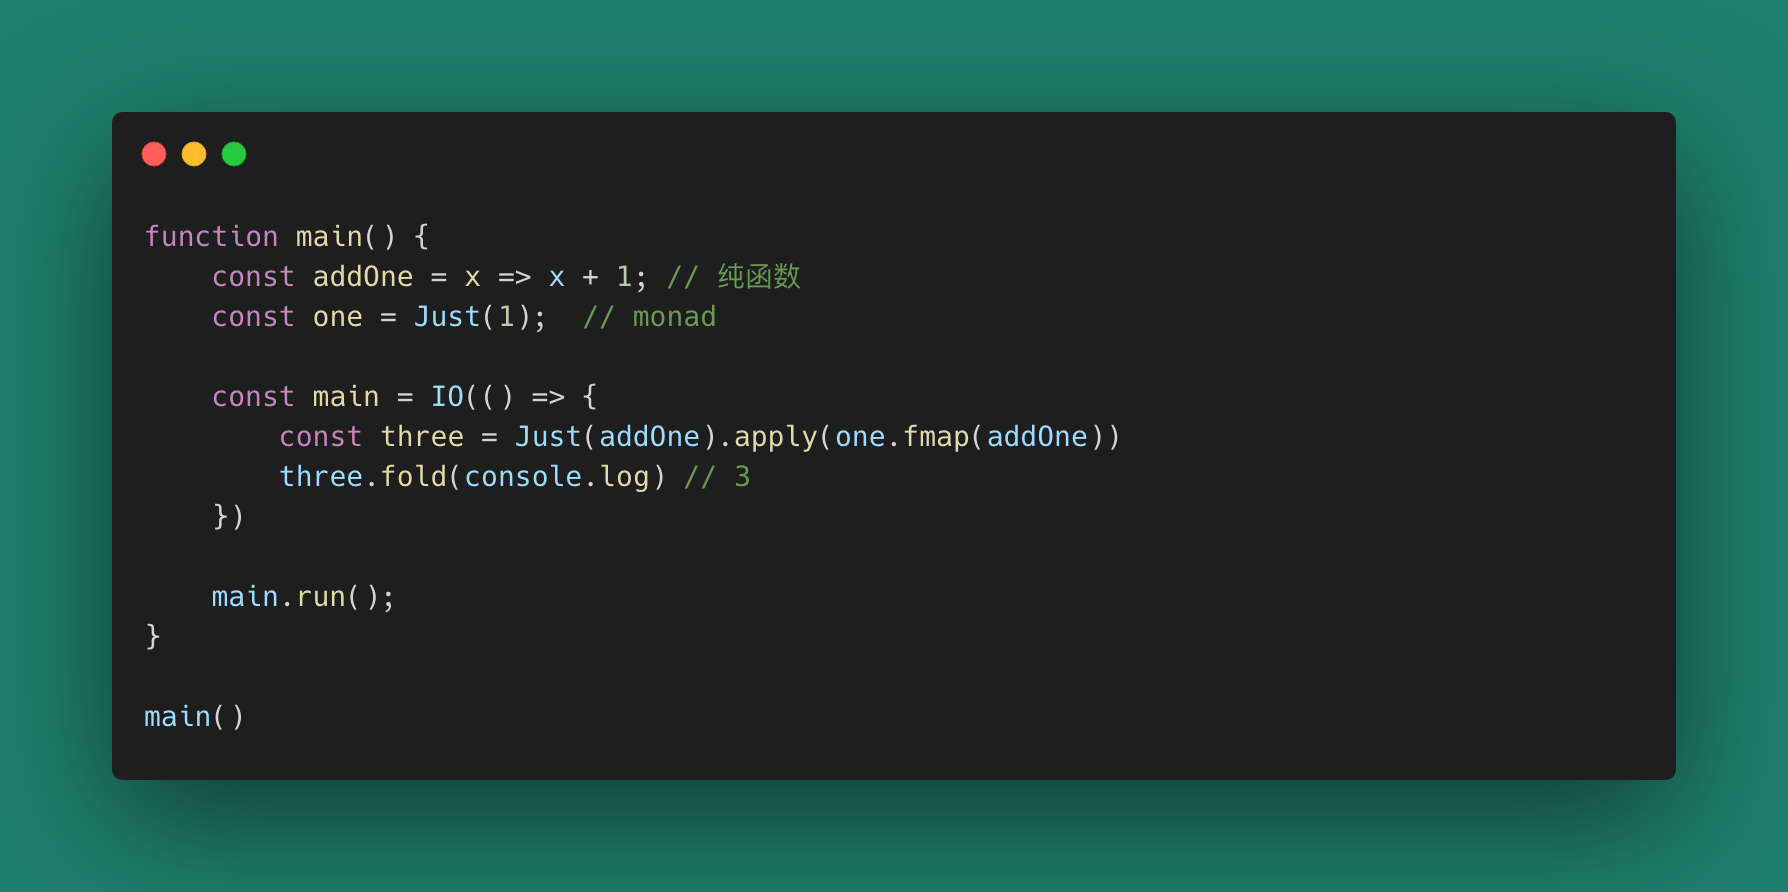 function main() {
    const addOne = x => x + 1; // 纯函数
    const one = Just(1);  // monad
    const main = IO(() => {
        const three = Just(addOne).apply(one.fmap(addOne))
        three.fold(console.log) // 3
    })
    main.run();
}
main()